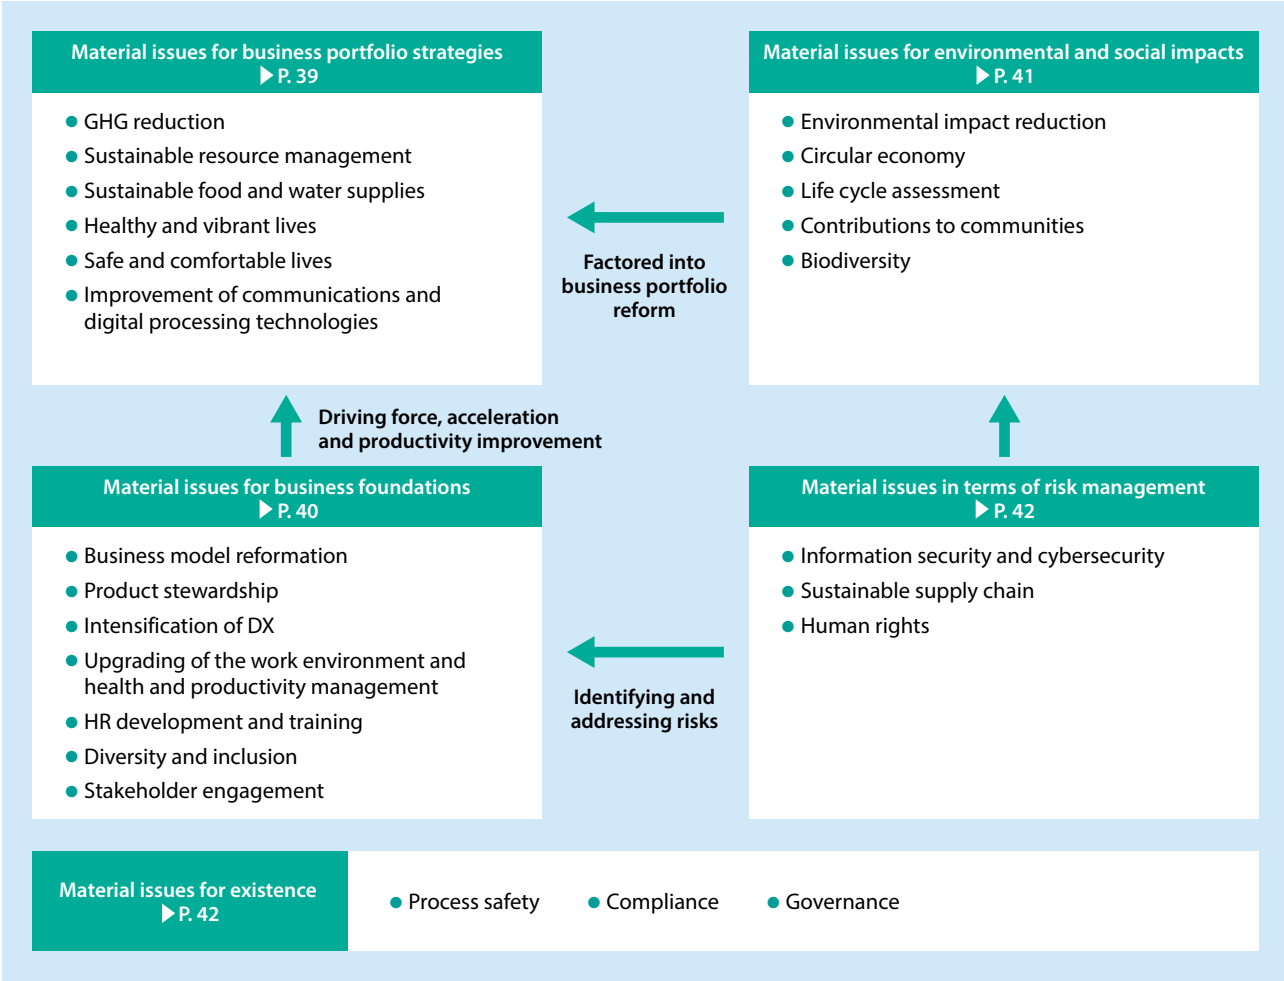 Material issues for business portfolio strategies
▶P. 39
● GHG reduction
● Sustainable resource management
● Sustainable food and water supplies
● Healthy and vibrant lives
● Safe and comfortable lives
● Improvement of communications and
digital processing technologies
Factored into
business portfolio
reform
Material issues for environmental and social impacts
▶P. 41
● Environmental impact reduction
● Circular economy
● Life cycle assessment
● Contributions to communities
● Biodiversity
Driving force, acceleration
and productivity improvement
Material issues for business foundations
▶P. 40
● Business model reformation
● Product stewardship
● Intensification of DX
● Upgrading of the work environment and
health and productivity management
● HR development and training
● Diversity and inclusion
● Stakeholder engagement
Identifying and
addressing risks
Material issues in terms of risk management
▶P. 42
● Information security and cybersecurity
● Sustainable supply chain
● Human rights
Material issues for existence
▶P. 42
● Process safety ● Compliance ● Governance